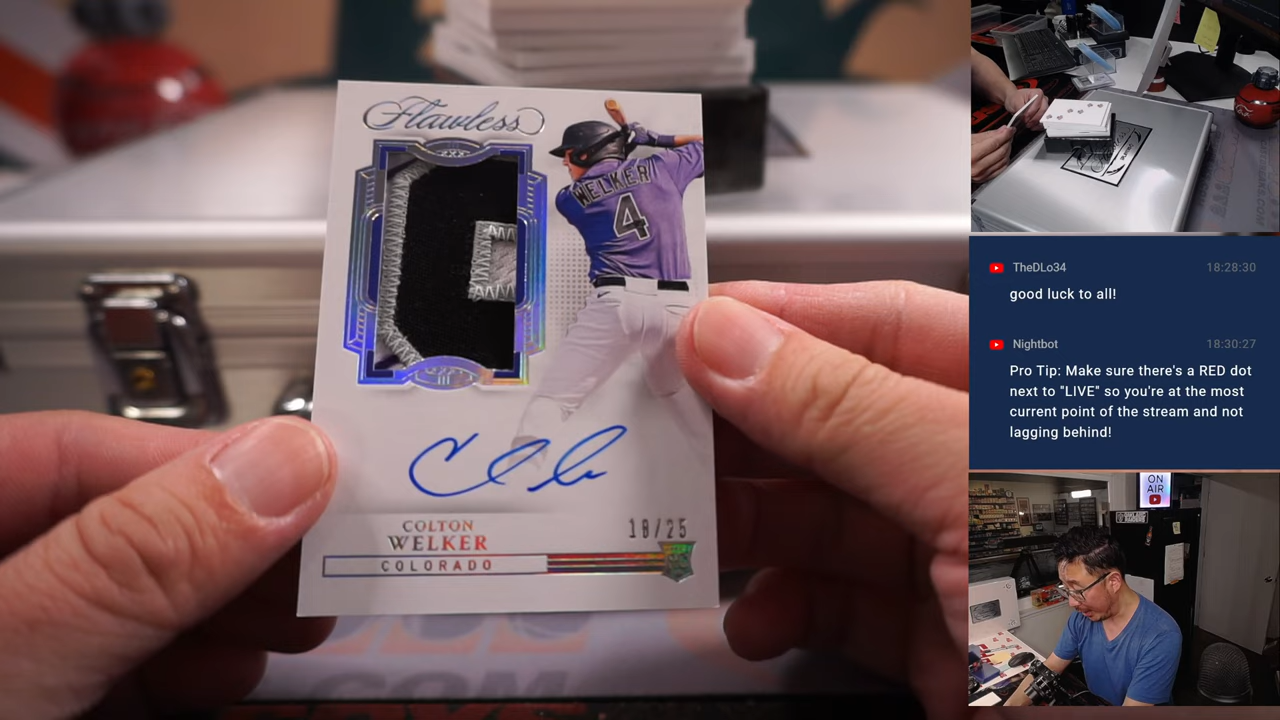 Flawless
WELKER
4
COLTON
WELKER
18/25
COLORADO
TheDLo34 18:28:30
good luck to all!
Nightbot 18:30:27
Pro Tip: Make sure there's a RED dot
next to "LIVE" so you're at the most
current point of the stream and not
lagging behind!
ON
AIR